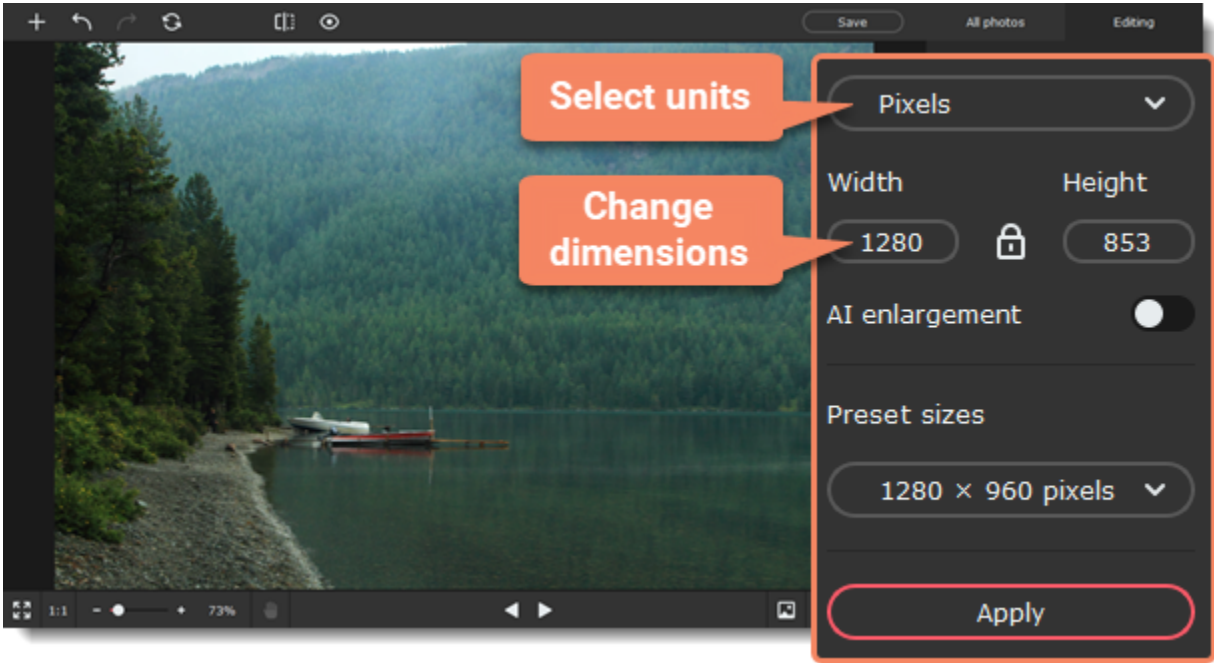 Save
All photos
Editing
Select units
Pixels
Width
Height
Change
dimensions
1280
853
AI enlargement
Preset sizes
1280 × 960 pixels
1:1
73%
Apply